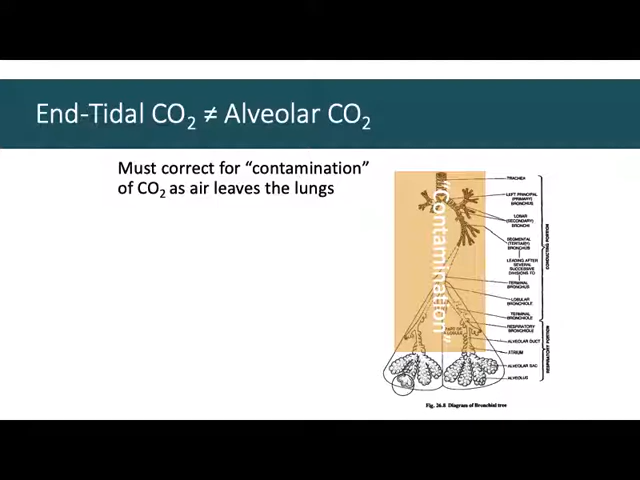 End-Tidal CO₂ ≠ Alveolar CO₂
Must correct for “contamination”
of CO₂ as air leaves the lungs
“Contamination”
TRACHEA
LEFT PRINCIPAL
(PRIMARY)
BRONCHUS
LOBAR
(SECONDARY)
BRONCHI
SEGMENTAL
(TERTIARY)
BRONCHUS
LEADING AFTER
SEVERAL
SUCCESSIVE
DIVISIONS TO
TERMINAL
BRONCHUS
LOBULAR
BRONCHIOLE
TERMINAL
BRONCHIOLE
RESPIRATORY
BRONCHIOLE
ALVEOLAR DUCT
ATRIUM
ALVEOLAR SAC
ALVEOLUS
CONDUCTING PORTION
RESPIRATORY PORTION
Fig. 26.8 Diagram of Bronchial tree